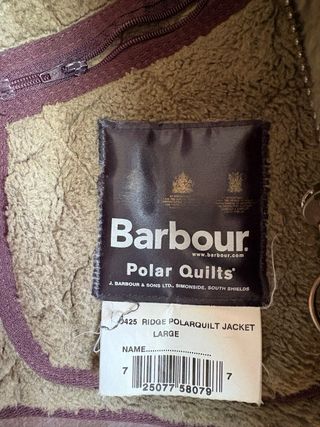 Barbour®
www.barbour.com
Polar Quilts®
J. BARBOUR & SONS LTD., SIMONSIDE, SOUTH SHIELDS
0425 RIDGE POLARQUILT JACKET
LARGE
NAME........................
7 25077 58079 7